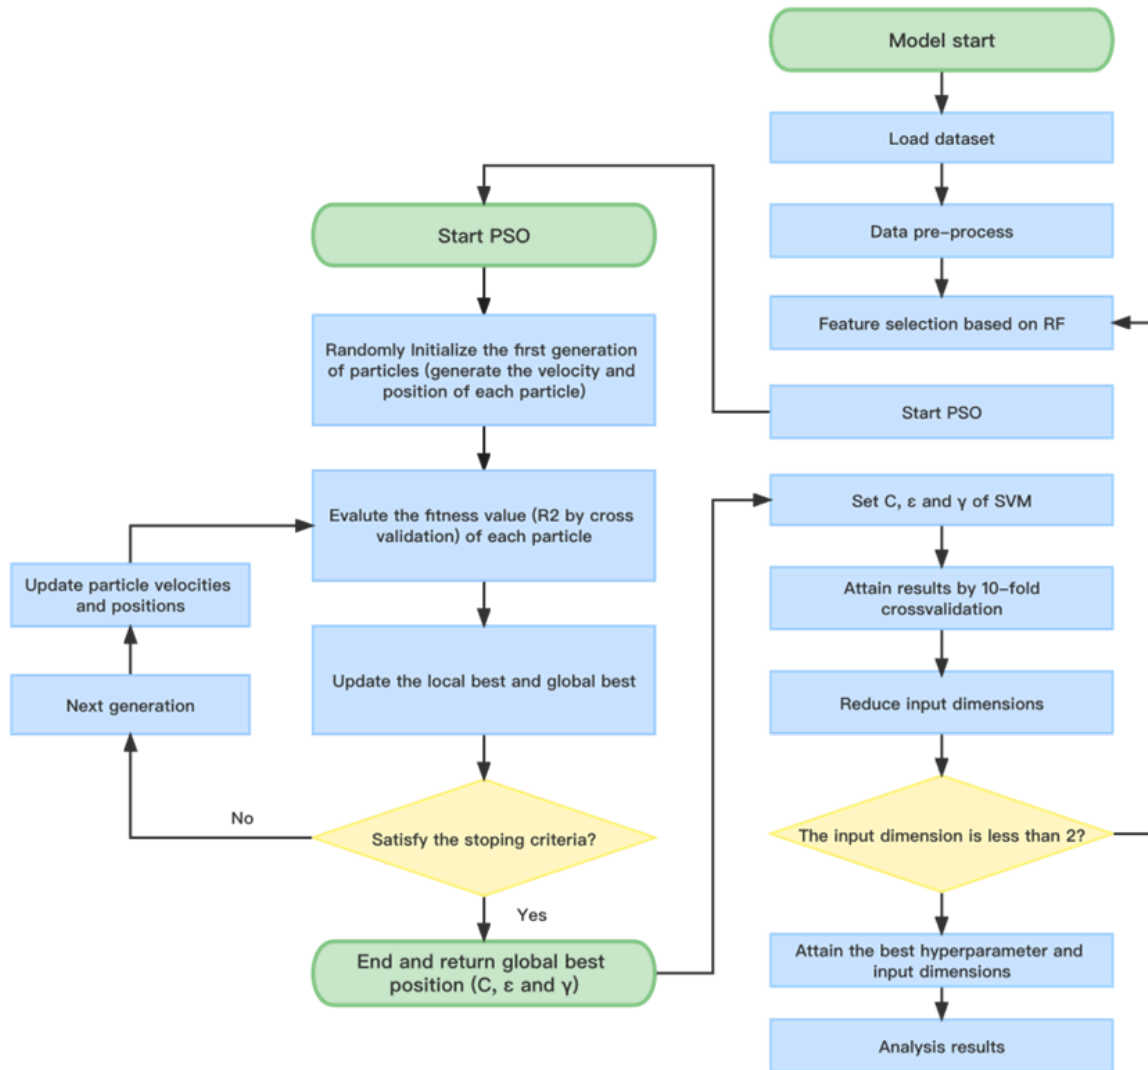 Model start
Load dataset
Data pre-process
Feature selection based on RF
Start PSO
Start PSO
Randomly Initialize the first generation
of particles (generate the velocity and
position of each particle)
Evalute the fitness value (R2 by cross
validation) of each particle
Update the local best and global best
Satisfy the stoping criteria?
No
Next generation
Update particle velocities
and positions
Yes
End and return global best
position (C, ε and γ)
Set C, ε and γ of SVM
Attain results by 10-fold
crossvalidation
Reduce input dimensions
The input dimension is less than 2?
Attain the best hyperparameter and
input dimensions
Analysis results